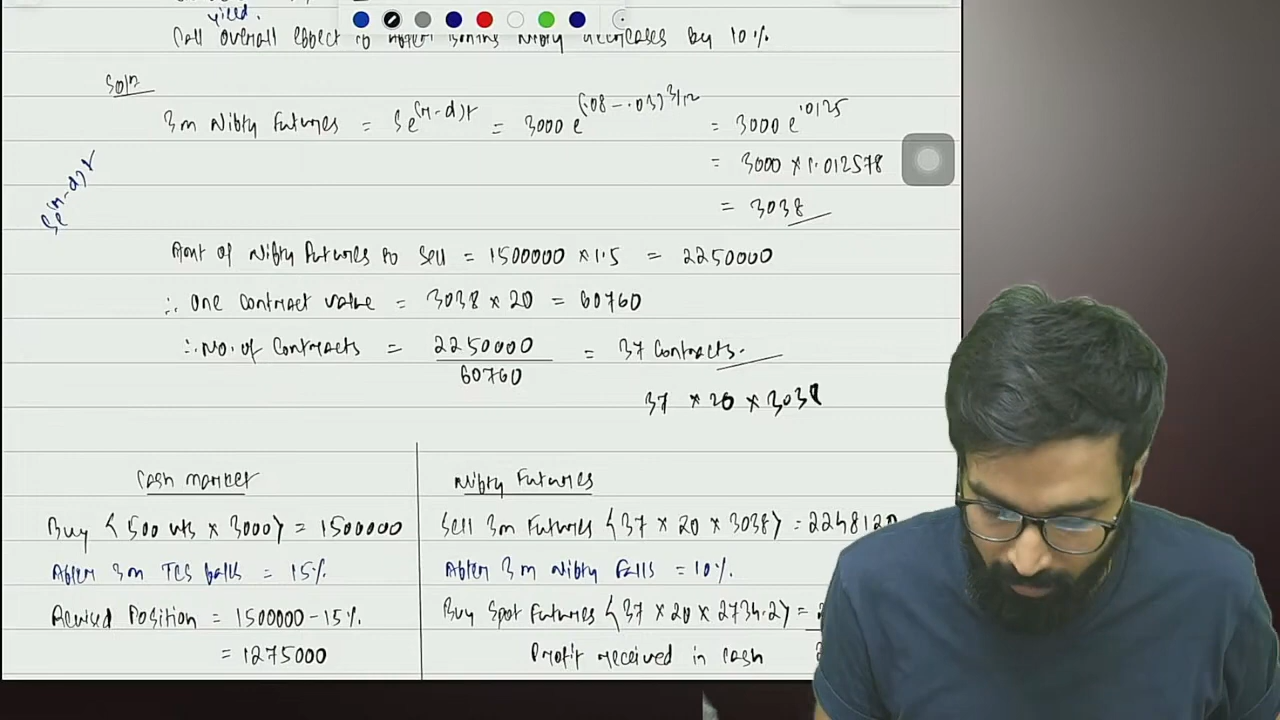 yield.
Call overall effect if after 3 months Nifty decreases by 10%.
Soln
3m Nifty Futures = Se^(r-d)t = 3000 e^(.08-.03)3/12 = 3000 e^.0125
= 3000 × 1.012578
= 3038
Se^(r-d)t
Amt of Nifty Futures to sell = 1500000 × 1.5 = 2250000
∴ One contract value = 3038 × 20 = 60760
∴ No. of Contracts = 2250000 / 60760 = 37 Contracts.
37 × 20 × 3038
Cash market
Buy {500 uts × 3000} = 1500000
After 3m TCS falls = 15%
Revised Position = 1500000 - 15%
= 1275000
Nifty Futures
Sell 3m Futures {37 × 20 × 3038} = 2248120
After 3m Nifty Falls = 10%.
Buy Spot Futures {37 × 20 × 2734.2} =
Profit received in cash